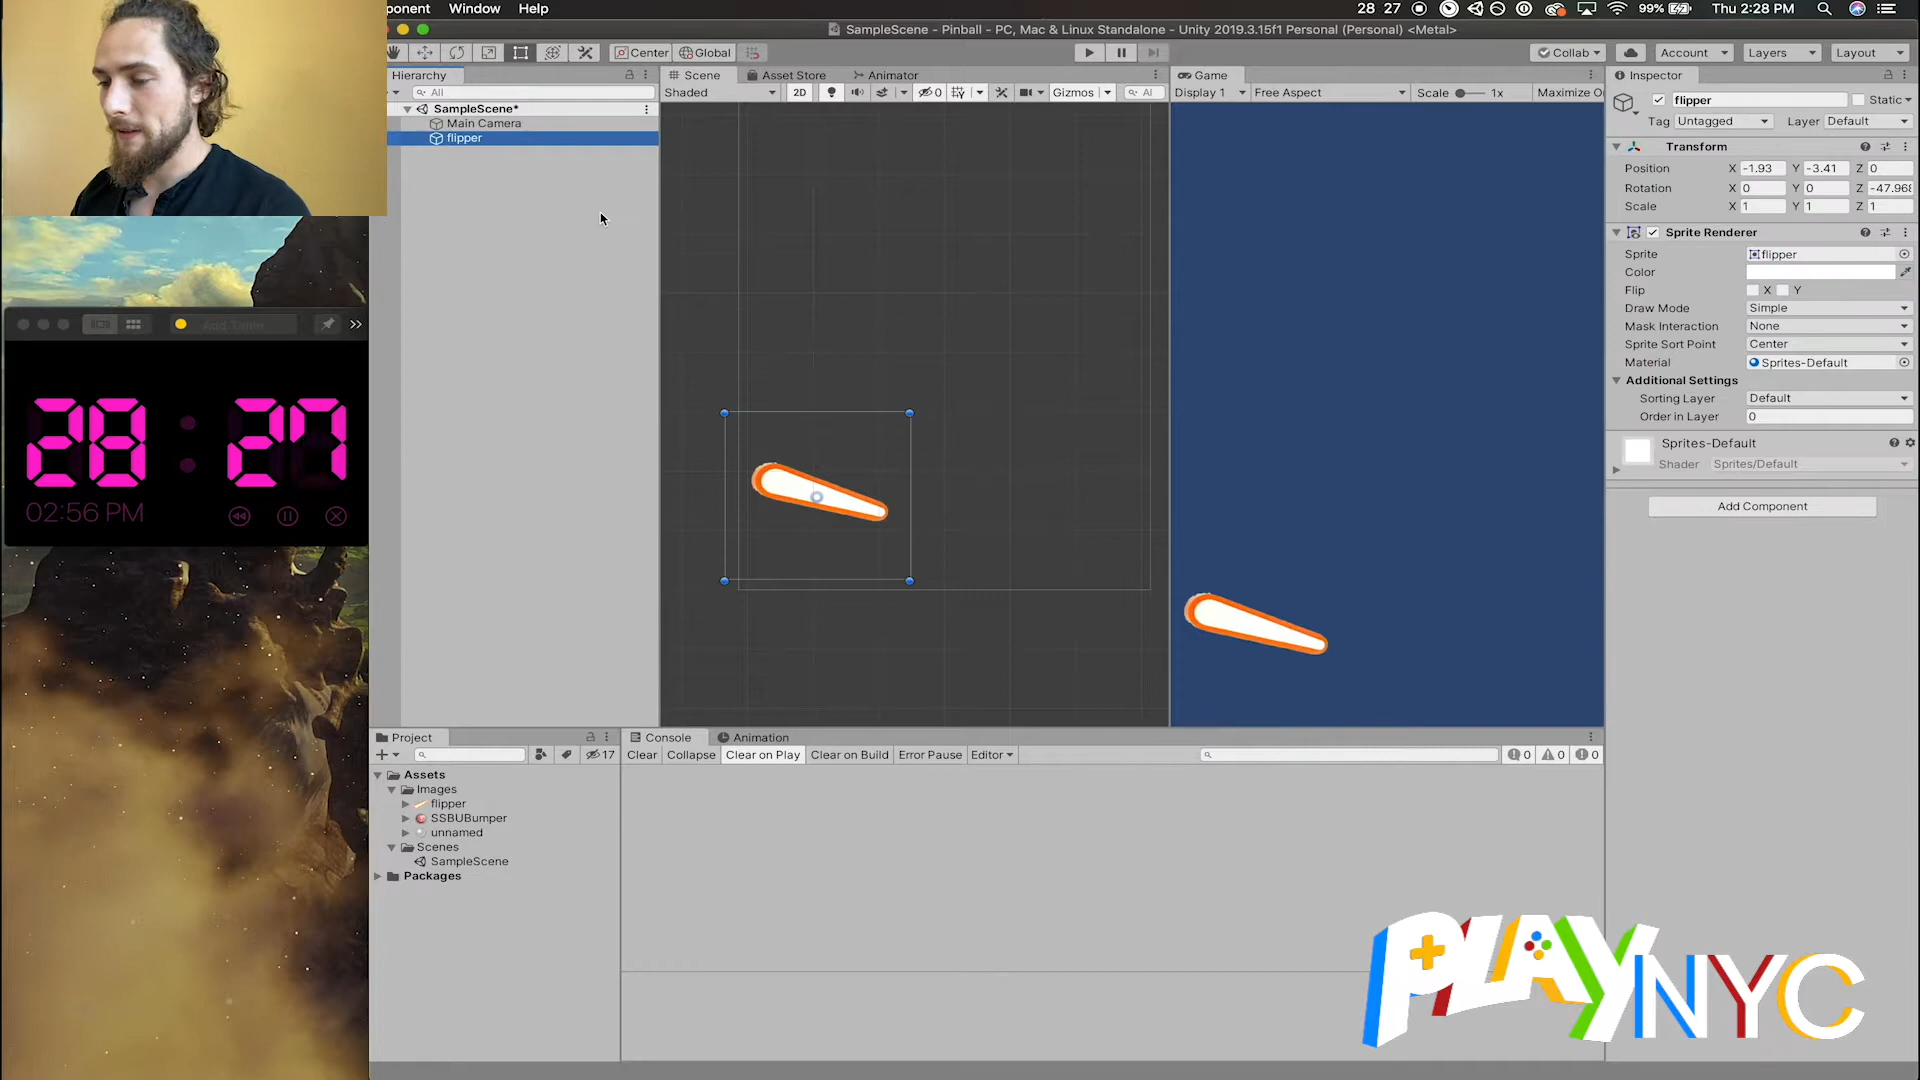 ponent Window Help 28 27 99% Thu 2:28 PM
SampleScene - Pinball - PC, Mac & Linux Standalone - Unity 2019.3.15f1 Personal (Personal) <Metal>
Center Global Collab Account Layers Layout
Hierarchy Scene Asset Store Animator Game Inspector
All Shaded 2D 0 Gizmos Al Display 1 Free Aspect Scale 1x Maximize O
flipper Static
SampleScene*
Main Camera
flipper
Tag Untagged Layer Default
Transform
Position X -1.93 Y -3.41 Z 0
Rotation X 0 Y 0 Z -47.968
Scale X 1 Y 1 Z 1
Sprite Renderer
Sprite flipper
Color
Flip X Y
Draw Mode Simple
Mask Interaction None
Sprite Sort Point Center
Material Sprites-Default
Additional Settings
Sorting Layer Default
Order in Layer 0
Sprites-Default
Shader Sprites/Default
Add Component
Add Timer
28:27
02:56 PM
Project Console Animation
17 Clear Collapse Clear on Play Clear on Build Error Pause Editor 0 0 0
Assets
Images
flipper
SSBUBumper
unnamed
Scenes
SampleScene
Packages
PLAYNYC